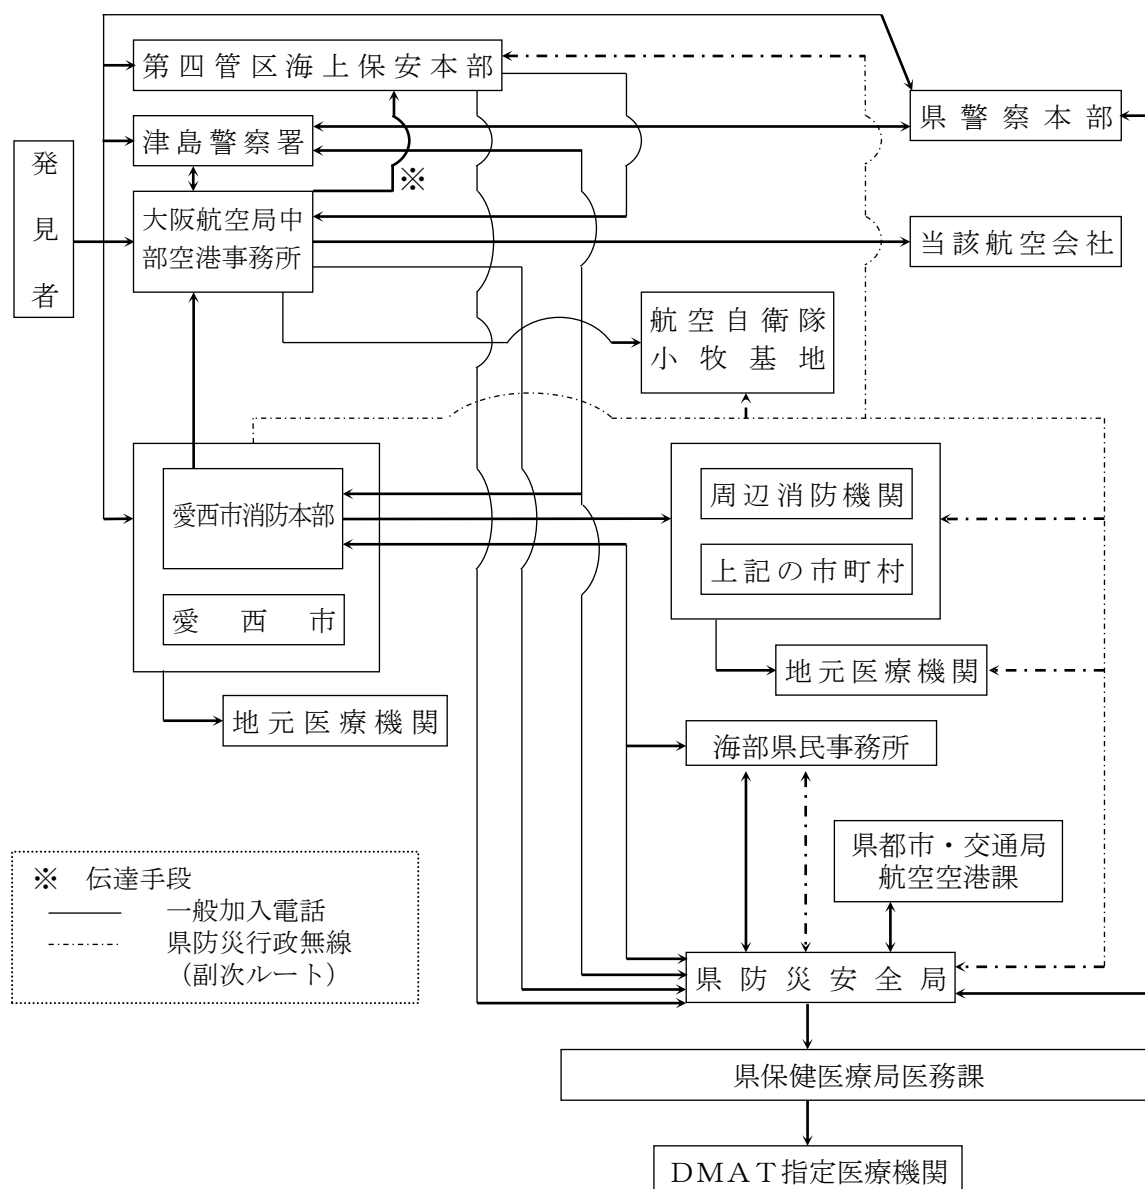 第四管区海上保安本部
県警察本部
津島警察署
発見者
※
大阪航空局中
部空港事務所
当該航空会社
航空自衛隊
小牧基地
周辺消防機関
愛西市消防本部
上記の市町村
愛西市
地元医療機関
地元医療機関
海部県民事務所
県都市・交通局
航空空港課
※ 伝達手段
一般加入電話
県防災行政無線
(副次ルート)
県防災安全局
県保健医療局医務課
DMAT指定医療機関